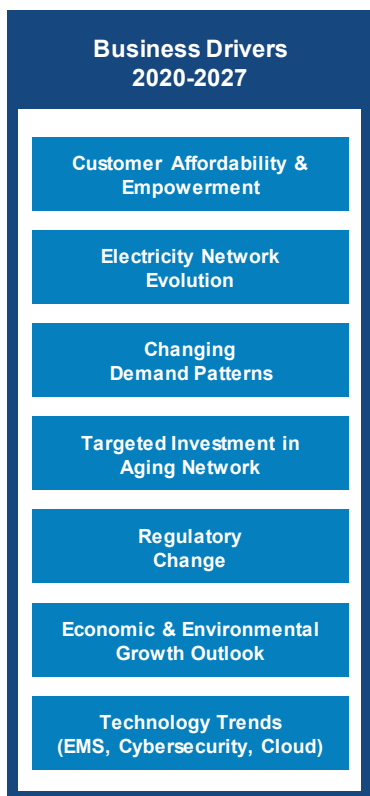 Business Drivers
2020-2027
Customer Affordability &
Empowerment
Electricity Network
Evolution
Changing
Demand Patterns
Targeted Investment in
Aging Network
Regulatory
Change
Economic & Environmental
Growth Outlook
Technology Trends
(EMS, Cybersecurity, Cloud)